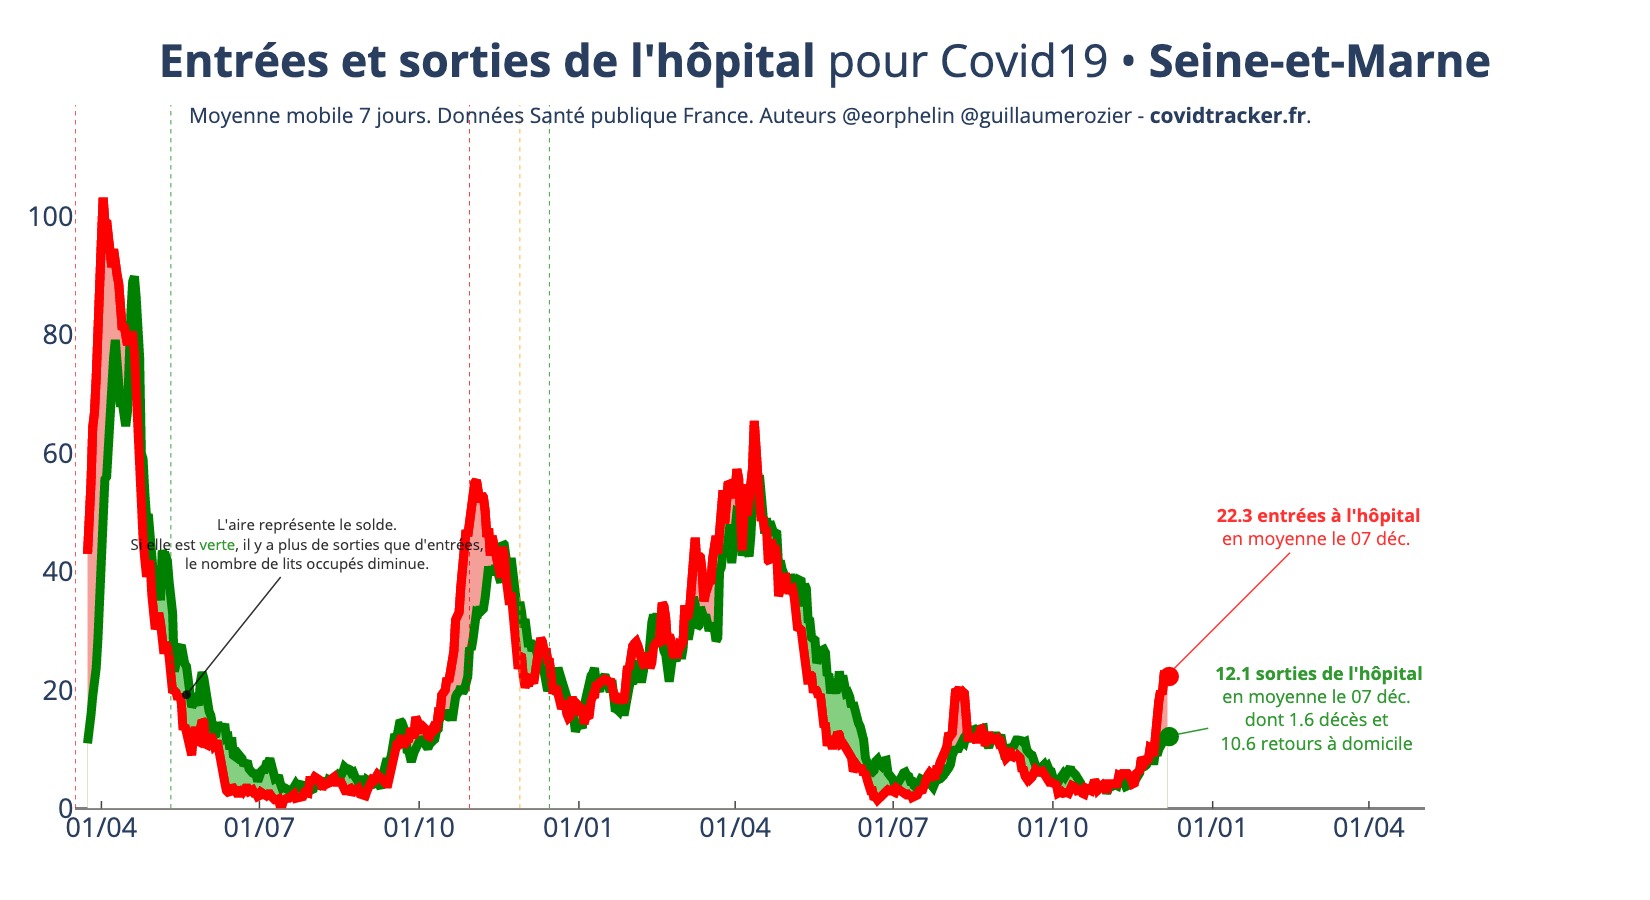 Entrées et sorties de l'hôpital pour Covid19 • Seine-et-Marne
Moyenne mobile 7 jours. Données Santé publique France. Auteurs @eorphelin @guillaumerozier - covidtracker.fr.
100
80
60
40
20
0
L'aire représente le solde.
Si elle est verte, il y a plus de sorties que d'entrées,
le nombre de lits occupés diminue.
22.3 entrées à l'hôpital
en moyenne le 07 déc.
12.1 sorties de l'hôpital
en moyenne le 07 déc.
dont 1.6 décès et
10.6 retours à domicile
01/04 01/07 01/10 01/01 01/04 01/07 01/10 01/01 01/04